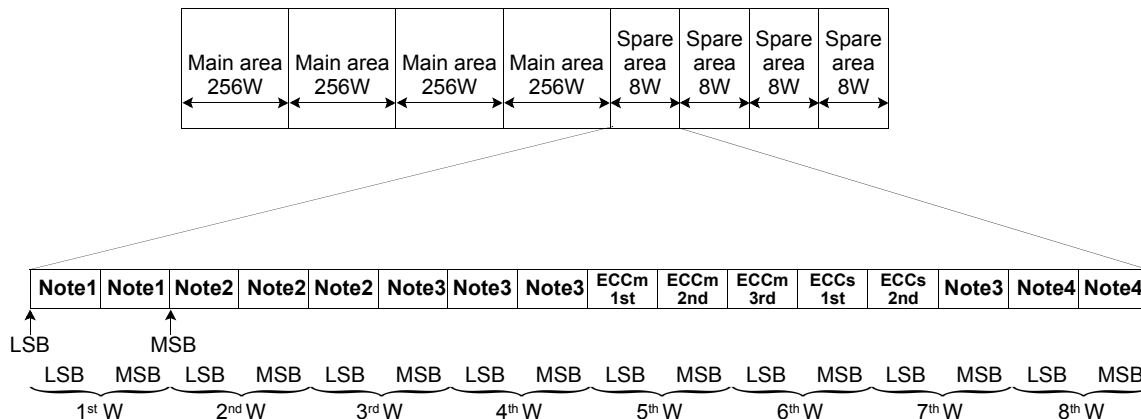 Main area 256W Main area 256W Main area 256W Main area 256W Spare area 8W Spare area 8W Spare area 8W Spare area 8W
Note1 Note1 Note2 Note2 Note2 Note3 Note3 Note3 ECCm 1st ECCm 2nd ECCm 3rd ECCs 1st ECCs 2nd Note3 Note4 Note4
LSB MSB
LSB MSB LSB MSB LSB MSB LSB MSB LSB MSB LSB MSB LSB MSB LSB MSB
1st W 2nd W 3rd W 4th W 5th W 6th W 7th W 8th W